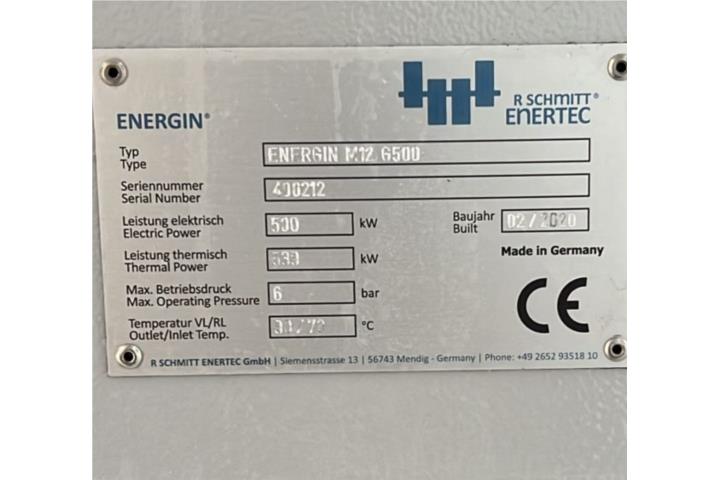 ENERGIN®
R SCHMITT®
ENERTEC
Typ
Type
ENERGIN M12 G500
Seriennummer
Serial Number
400212
Leistung elektrisch
Electric Power
500 kW
Baujahr
Built
02/2020
Leistung thermisch
Thermal Power
kW
Made in Germany
Max. Betriebsdruck
Max. Operating Pressure
6 bar
CE
Temperatur VL/RL
Outlet/Inlet Temp.
°C
R SCHMITT ENERTEC GmbH | Siemensstrasse 13 | 56743 Mendig - Germany | Phone: +49 2652 93518 10